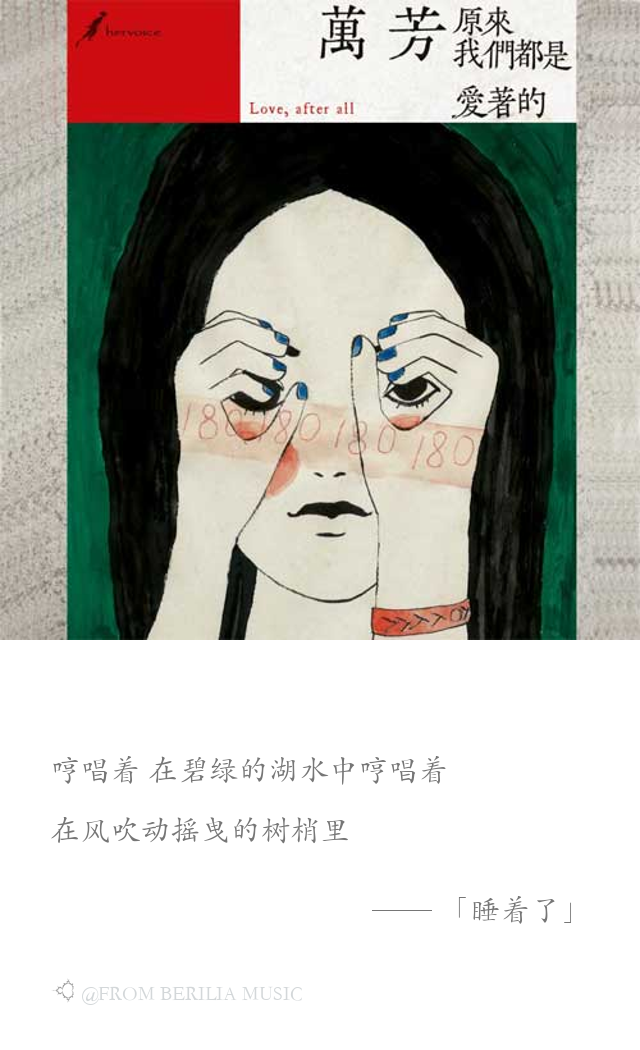 hervoice
萬芳
原來
我們都是
愛著的
Love, after all
180 180 180 180
哼唱着 在碧绿的湖水中哼唱着
在风吹动摇曳的树梢里
—— 「睡着了」
@FROM BERILIA MUSIC